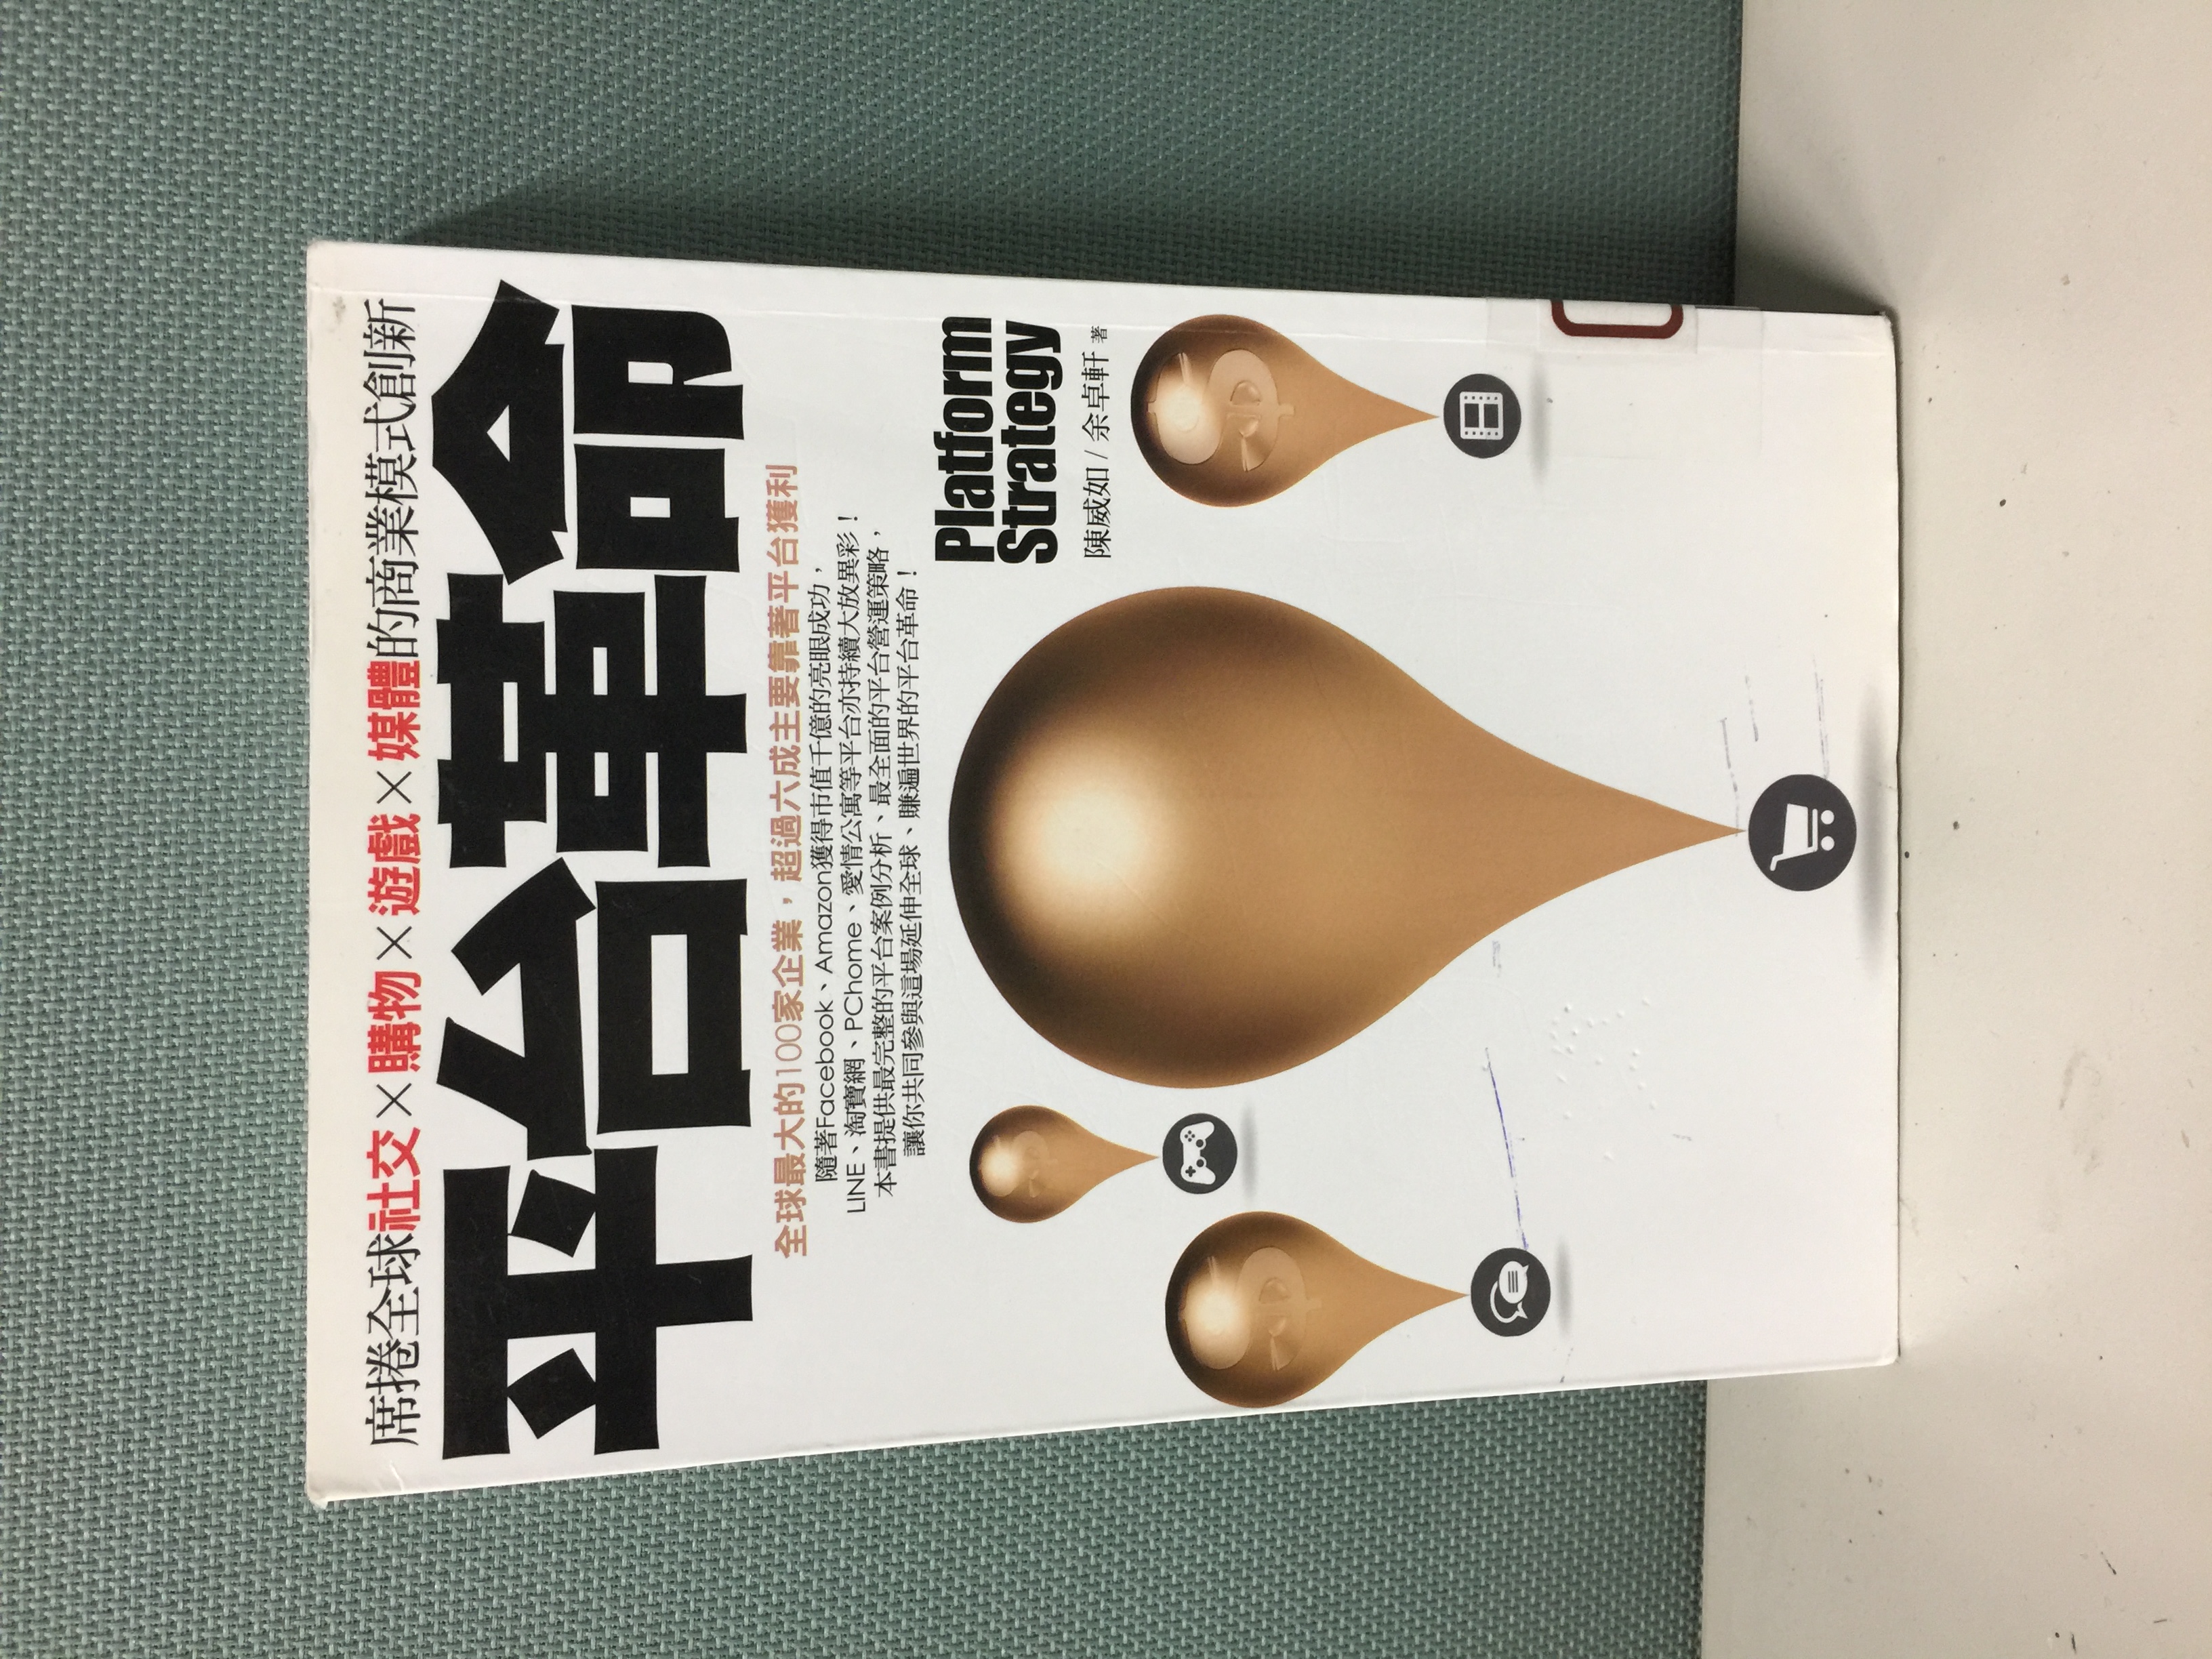 席捲全球社交×購物×遊戲×媒體的商業模式創新
平台革命
全球最大的100家企業，超過六成主要靠著平台獲利
隨著Facebook、Amazon獲得市值千億的亮眼成功，
LINE、淘寶網、PChome、愛情公寓等平台亦持續大放異彩！
本書提供最完整的平台案例分析、最全面的平台營運策略，
讓你共同參與這場延伸全球、賺遍世界的平台革命！
Platform
Strategy
陳威如/余卓軒 著